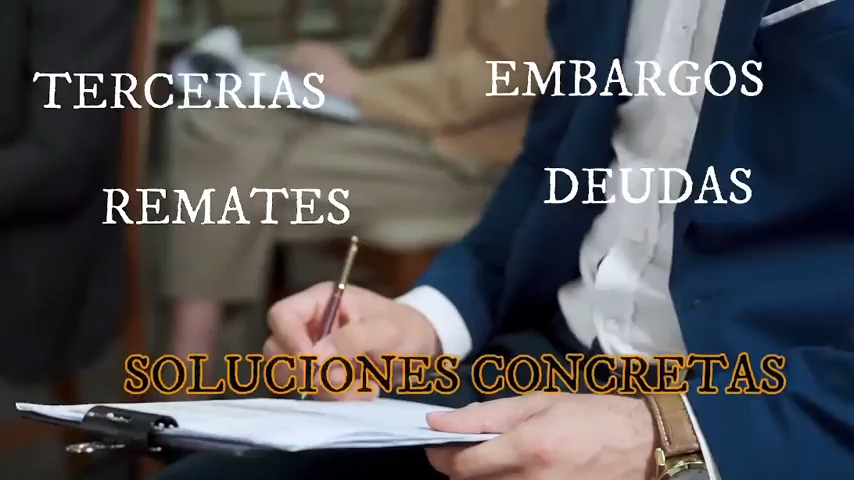 TERCERIAS
EMBARGOS
REMATES
DEUDAS
SOLUCIONES CONCRETAS